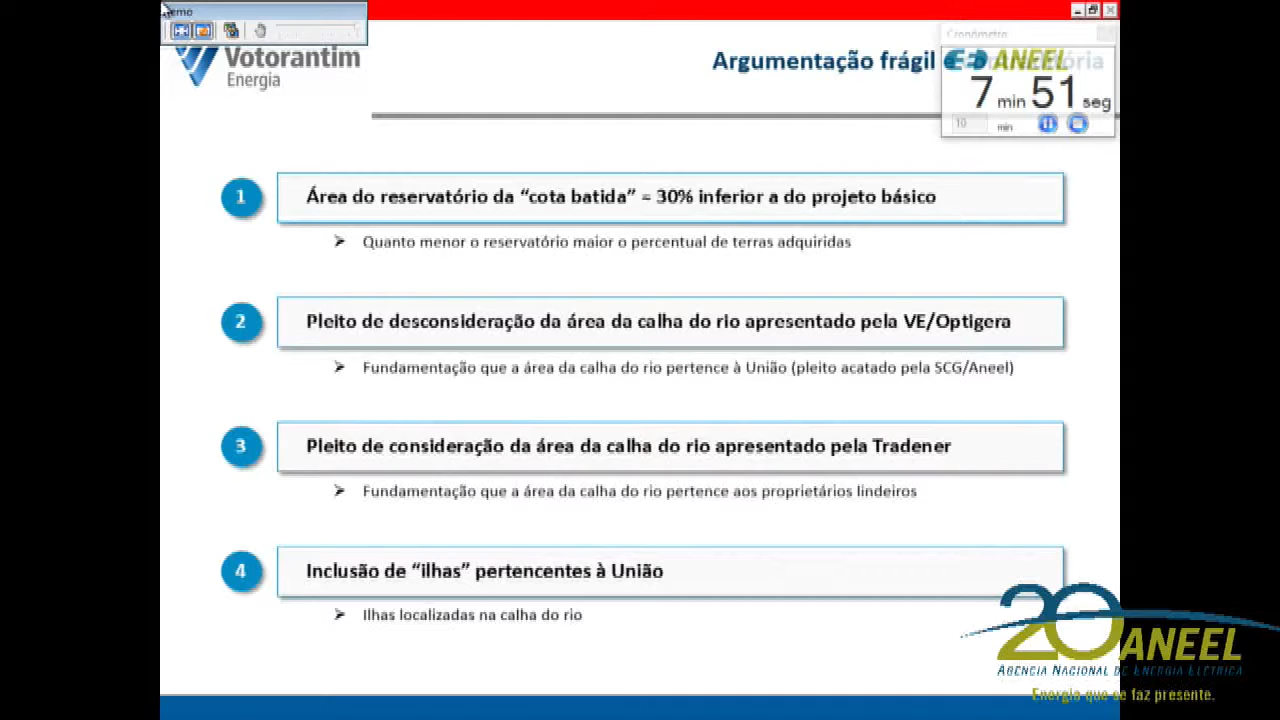 emo
Votorantim
Energia
Argumentação frágil
Cronômetro
ANEEL
7 min 51 seg
10 min
1
Área do reservatório da “cota batida” = 30% inferior a do projeto básico
Quanto menor o reservatório maior o percentual de terras adquiridas
2
Pleito de desconsideração da área da calha do rio apresentado pela VE/Optigera
Fundamentação que a área da calha do rio pertence à União (pleito acatado pela SCG/Aneel)
3
Pleito de consideração da área da calha do rio apresentado pela Tradener
Fundamentação que a área da calha do rio pertence aos proprietários lindeiros
4
Inclusão de “ilhas” pertencentes à União
Ilhas localizadas na calha do rio
20 ANEEL
AGÊNCIA NACIONAL DE ENERGIA ELÉTRICA
Energia que se faz presente.